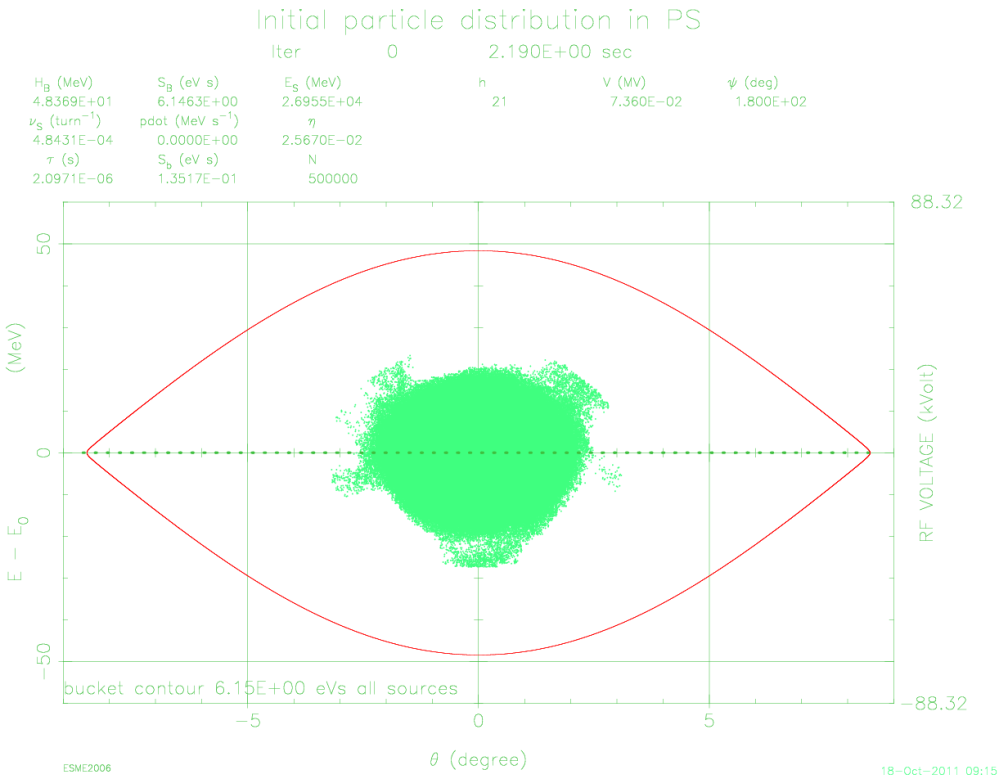 Initial particle distribution in PS
Iter 0 2.190E+00 sec
H_B (MeV) S_B (eV s) E_S (MeV) h V (MV) ψ (deg)
4.8369E+01 6.1463E+00 2.6955E+04 21 7.360E−02 1.800E+02
ν_S (turn⁻¹) pdot (MeV s⁻¹) η
4.8431E−04 0.0000E+00 2.5670E−02
τ (s) S_b (eV s) N
2.0971E−06 1.3517E−01 500000
88.32
50
(MeV)
0
E − E_0
−50
RF VOLTAGE (kVolt)
bucket contour 6.15E+00 eVs all sources
−88.32
−5 0 5
θ (degree)
ESME2006
18−Oct−2011 09:15